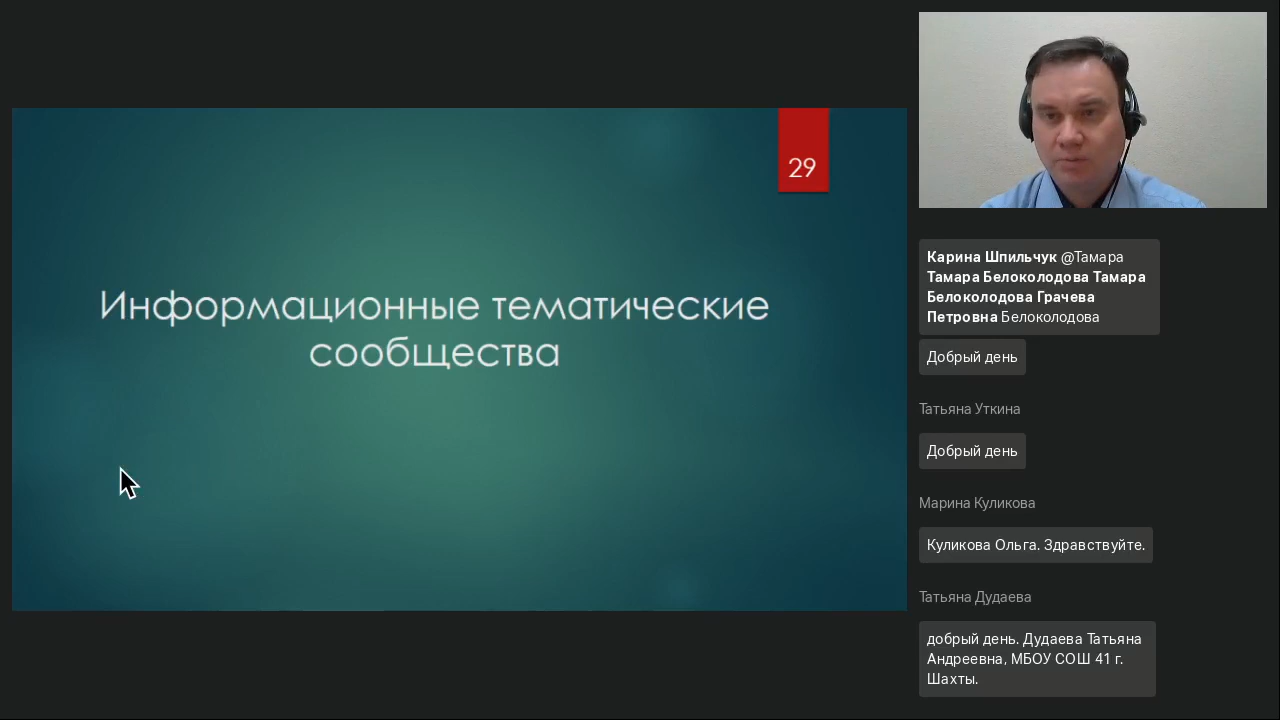 29
Информационные тематические
сообщества
Карина Шпильчук @Тамара
Тамара Белоколодова Тамара
Белоколодова Грачева
Петровна Белоколодова
Добрый день
Татьяна Уткина
Добрый день
Марина Куликова
Куликова Ольга. Здравствуйте.
Татьяна Дудаева
добрый день. Дудаева Татьяна
Андреевна, МБОУ СОШ 41 г.
Шахты.